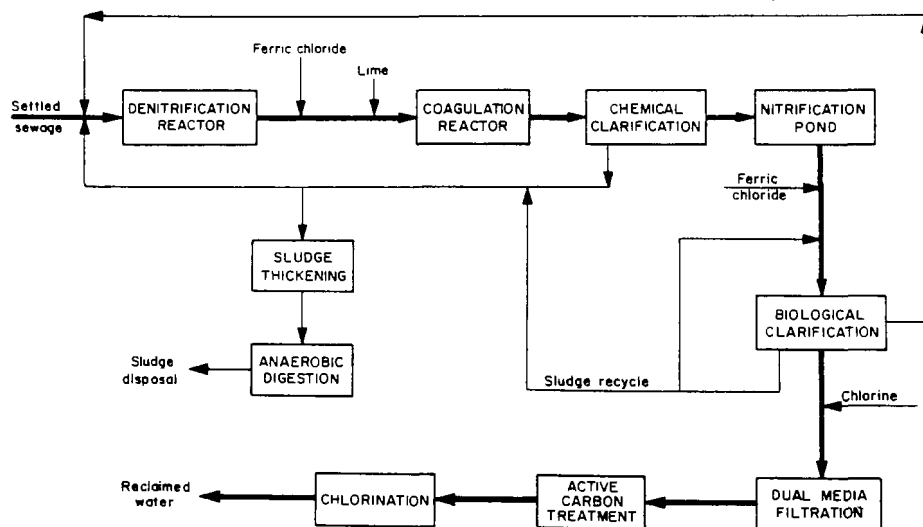 Ferric chloride
Lime
Settled
sewage
DENITRIFICATION
REACTOR
COAGULATION
REACTOR
CHEMICAL
CLARIFICATION
NITRIFICATION
POND
Ferric
chloride
SLUDGE
THICKENING
BIOLOGICAL
CLARIFICATION
Sludge
disposal
ANAEROBIC
DIGESTION
Sludge recycle
Chlorine
Reclaimed
water
CHLORINATION
ACTIVE
CARBON
TREATMENT
DUAL MEDIA
FILTRATION